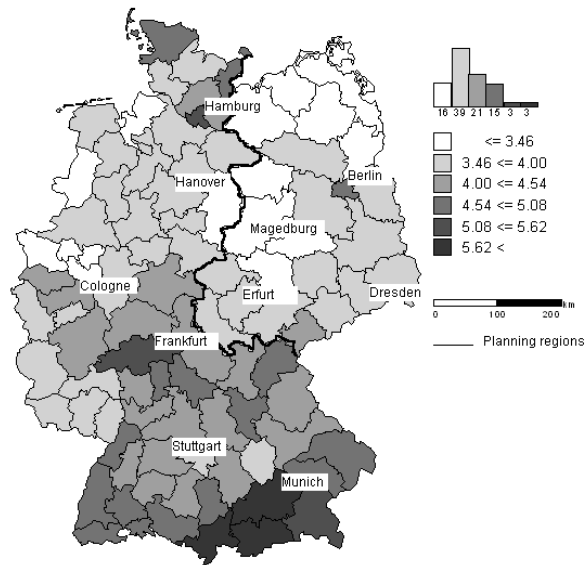 Hamburg
Berlin
Hanover
Magedburg
Cologne
Erfurt
Dresden
Frankfurt
Stuttgart
Munich
16 39 21 15 3 3
<= 3.46
3.46 <= 4.00
4.00 <= 4.54
4.54 <= 5.08
5.08 <= 5.62
5.62 <
0 100 200 km
Planning regions